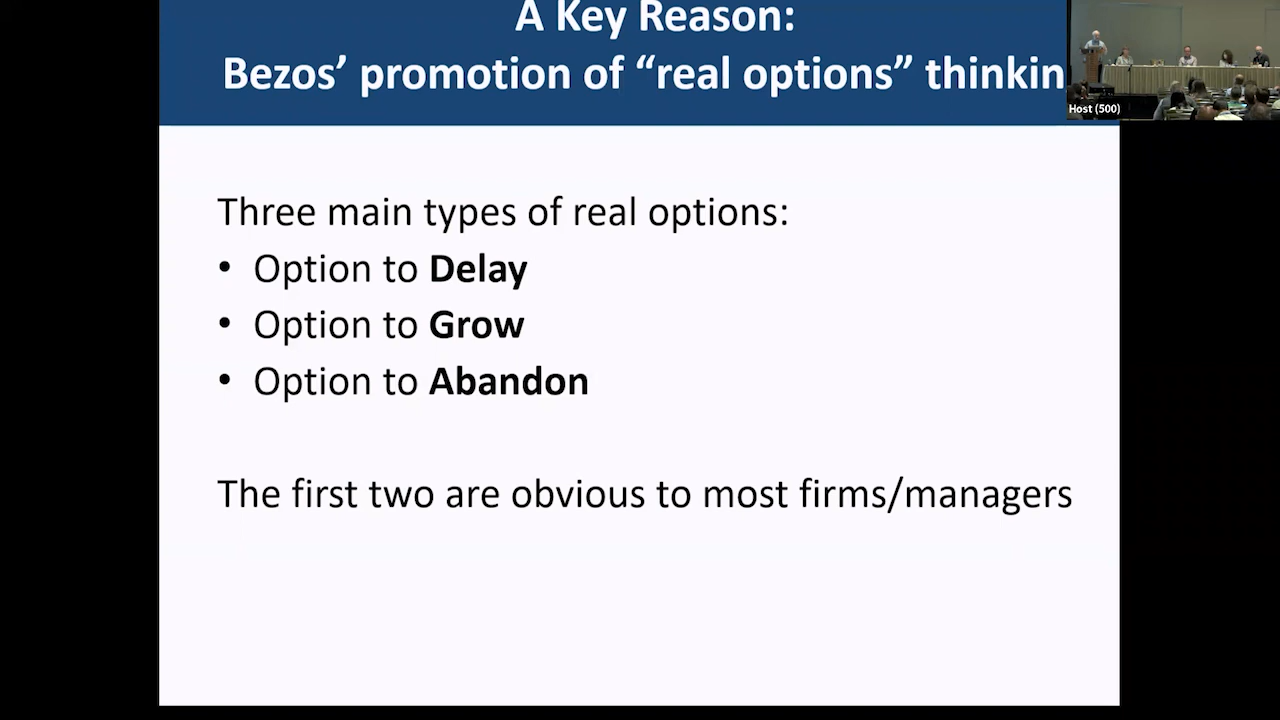 A Key Reason:
Bezos’ promotion of “real options” thinkin
Host (500)
Three main types of real options:
• Option to Delay
• Option to Grow
• Option to Abandon
The first two are obvious to most firms/managers